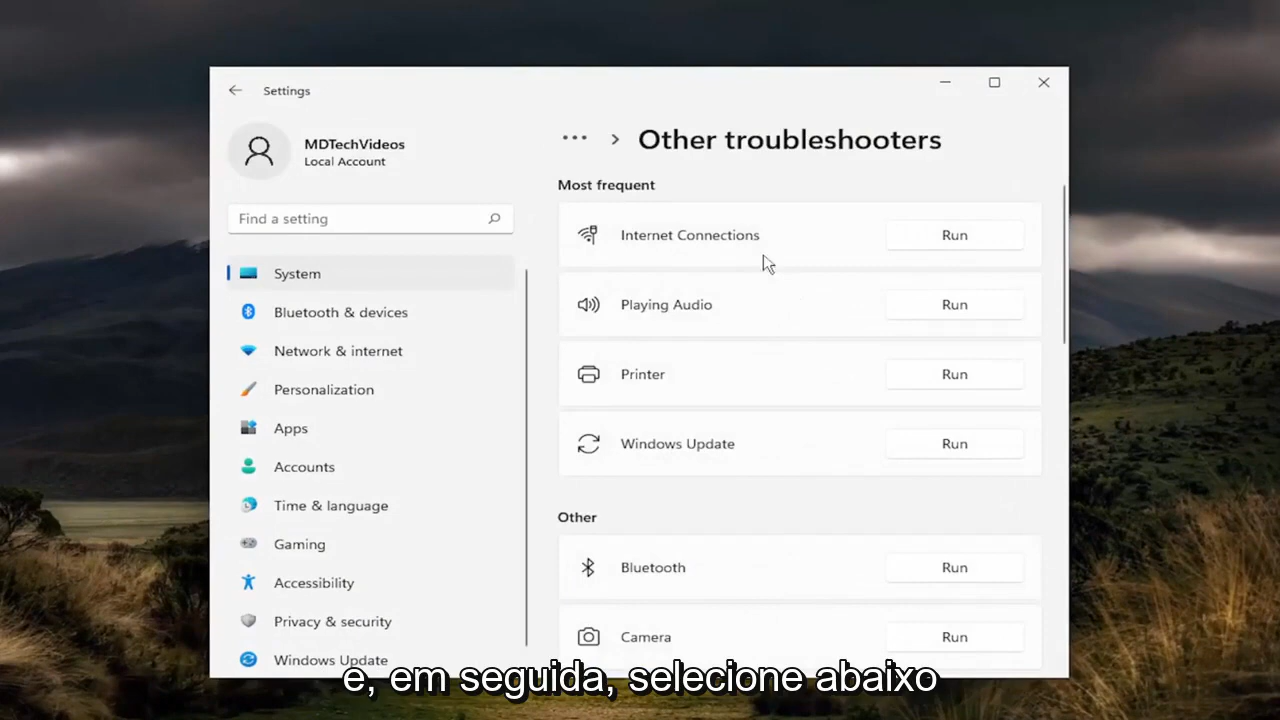 Settings
MDTechVideos
Local Account
Find a setting
System
Bluetooth & devices
Network & internet
Personalization
Apps
Accounts
Time & language
Gaming
Accessibility
Privacy & security
Windows Update
... > Other troubleshooters
Most frequent
Internet Connections Run
Playing Audio Run
Printer Run
Windows Update Run
Other
Bluetooth Run
Camera Run
e, em seguida, selecione abaixo